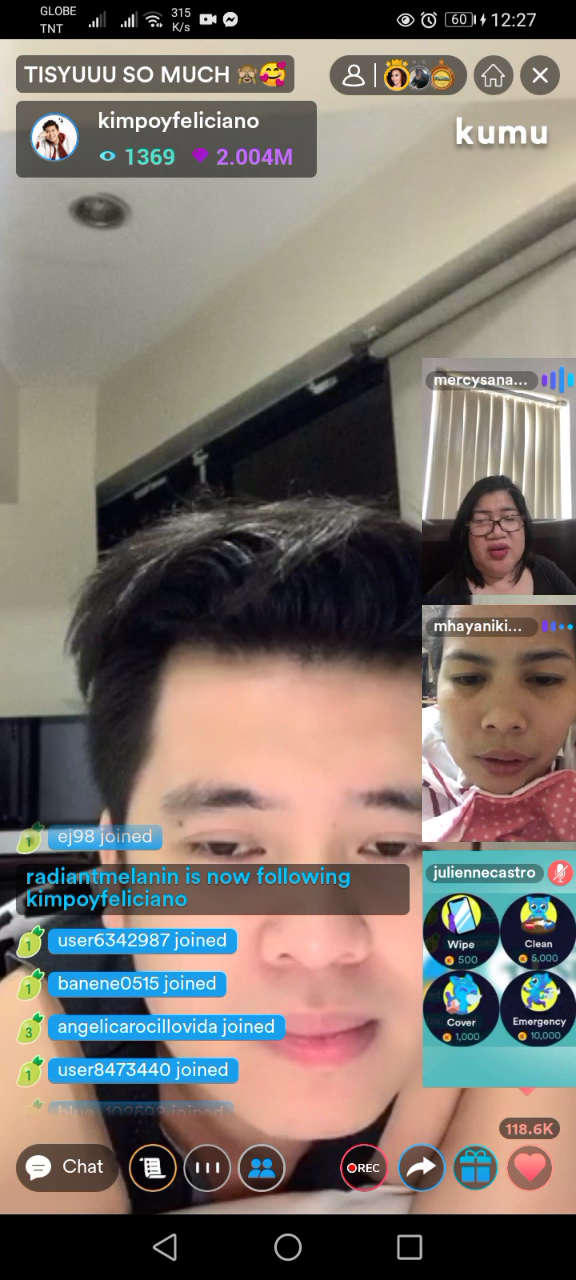 GLOBE
TNT
315
K/s
60
12:27
TISYUUU SO MUCH 🙈🥰
kimpoyfeliciano
1369
2.004M
kumu
mercysana...
mhayaniki...
juliennecastro
Wipe
500
Clean
5,000
Cover
1,000
Emergency
10,000
1 ej98 joined
radiantmelanin is now following
kimpoyfeliciano
1 user6342987 joined
1 banene0515 joined
3 angelicarocillovida joined
1 user8473440 joined
118.6K
Chat
REC